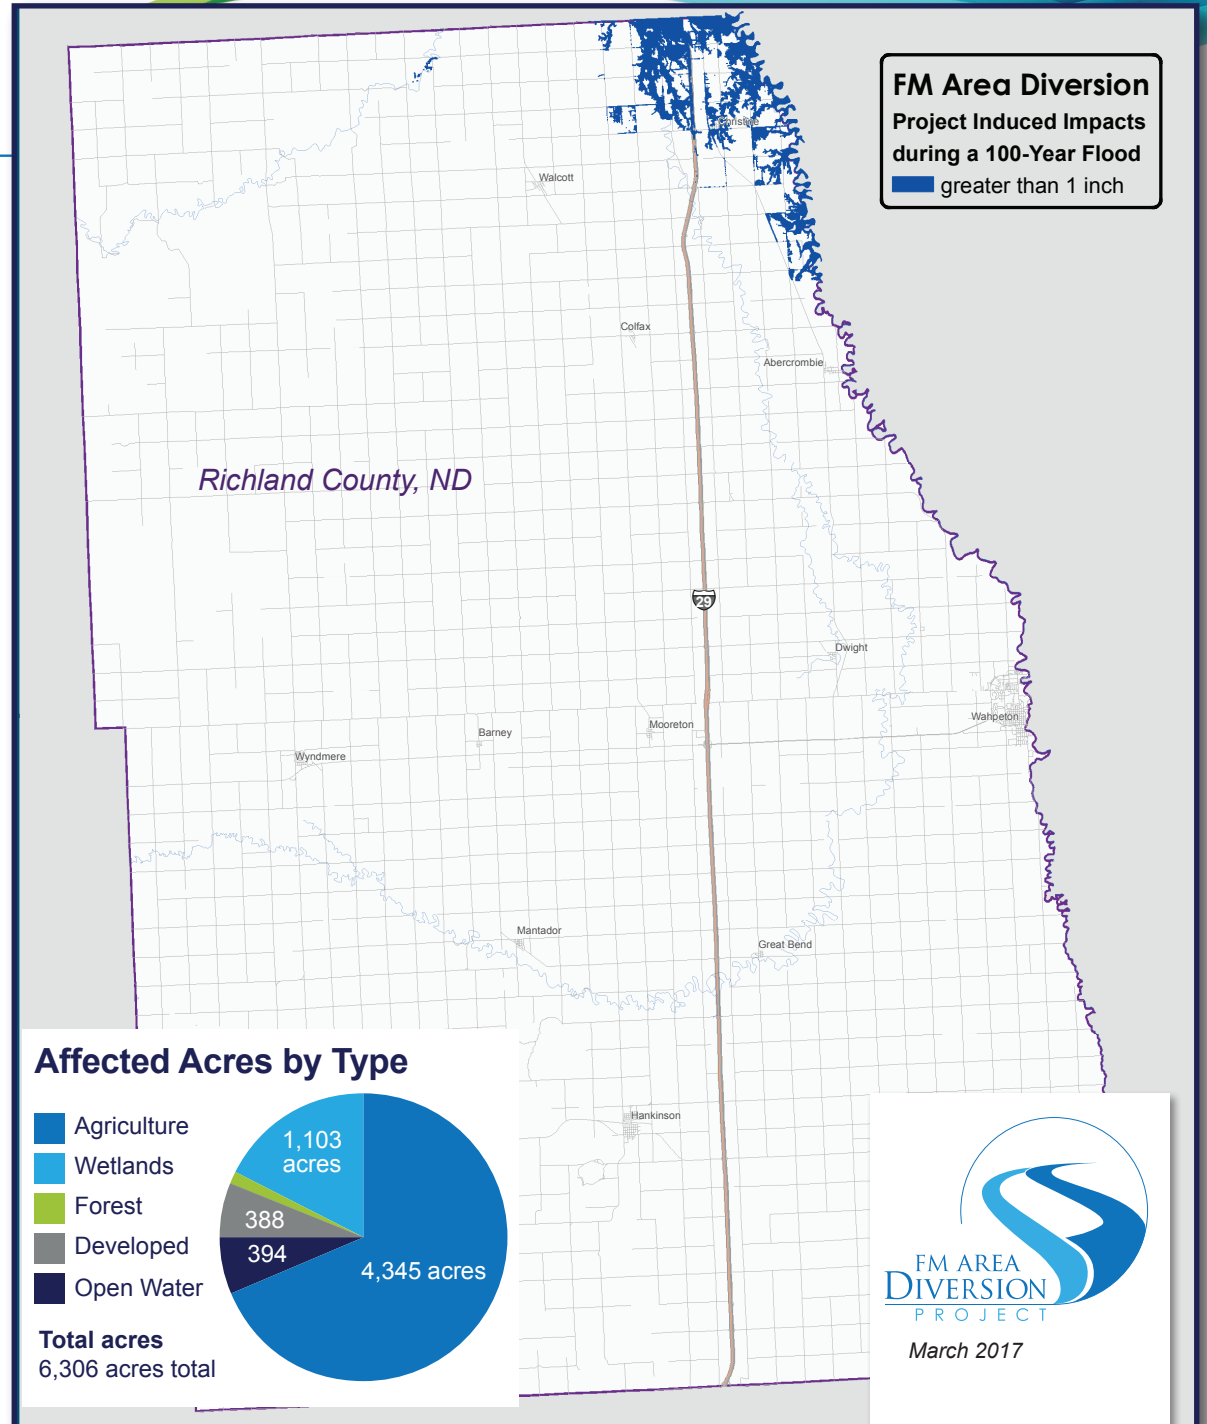 FM Area Diversion
Project Induced Impacts
during a 100-Year Flood
greater than 1 inch
Christine
Walcott
Colfax
Abercrombie
Richland County, ND
29
Dwight
Wahpeton
Mooreton
Barney
Wyndmere
Mantador
Great Bend
Hankinson
Affected Acres by Type
Agriculture
Wetlands
Forest
Developed
Open Water
1,103
acres
388
394
4,345 acres
Total acres
6,306 acres total
FM AREA
DIVERSION
PROJECT
March 2017